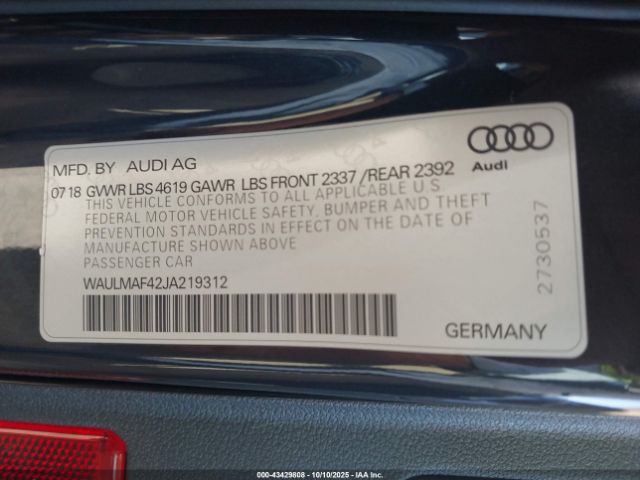 MFD. BY AUDI AG
07 18 GVWR LBS 4619 GAWR LBS FRONT 2337 /REAR 2392
THIS VEHICLE CONFORMS TO ALL APPLICABLE U S
FEDERAL MOTOR VEHICLE SAFETY, BUMPER AND THEFT
PREVENTION STANDARDS IN EFFECT ON THE DATE OF
MANUFACTURE SHOWN ABOVE
PASSENGER CAR
WAULMAF42JA219312
Audi
2730537
GERMANY
000-43429808 - 10/10/2025 - IAAI.COM